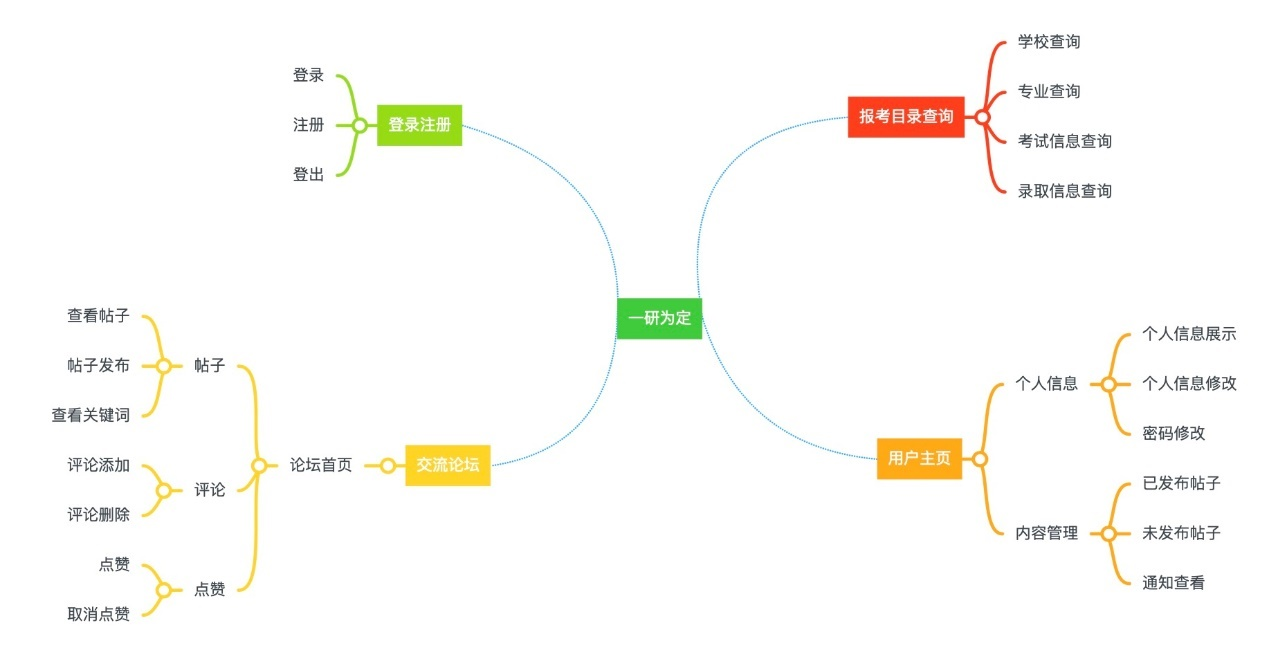 一研为定
登录注册
登录
注册
登出
报考目录查询
学校查询
专业查询
考试信息查询
录取信息查询
交流论坛
论坛首页
帖子
查看帖子
帖子发布
查看关键词
评论
评论添加
评论删除
点赞
点赞
取消点赞
用户主页
个人信息
个人信息展示
个人信息修改
密码修改
内容管理
已发布帖子
未发布帖子
通知查看